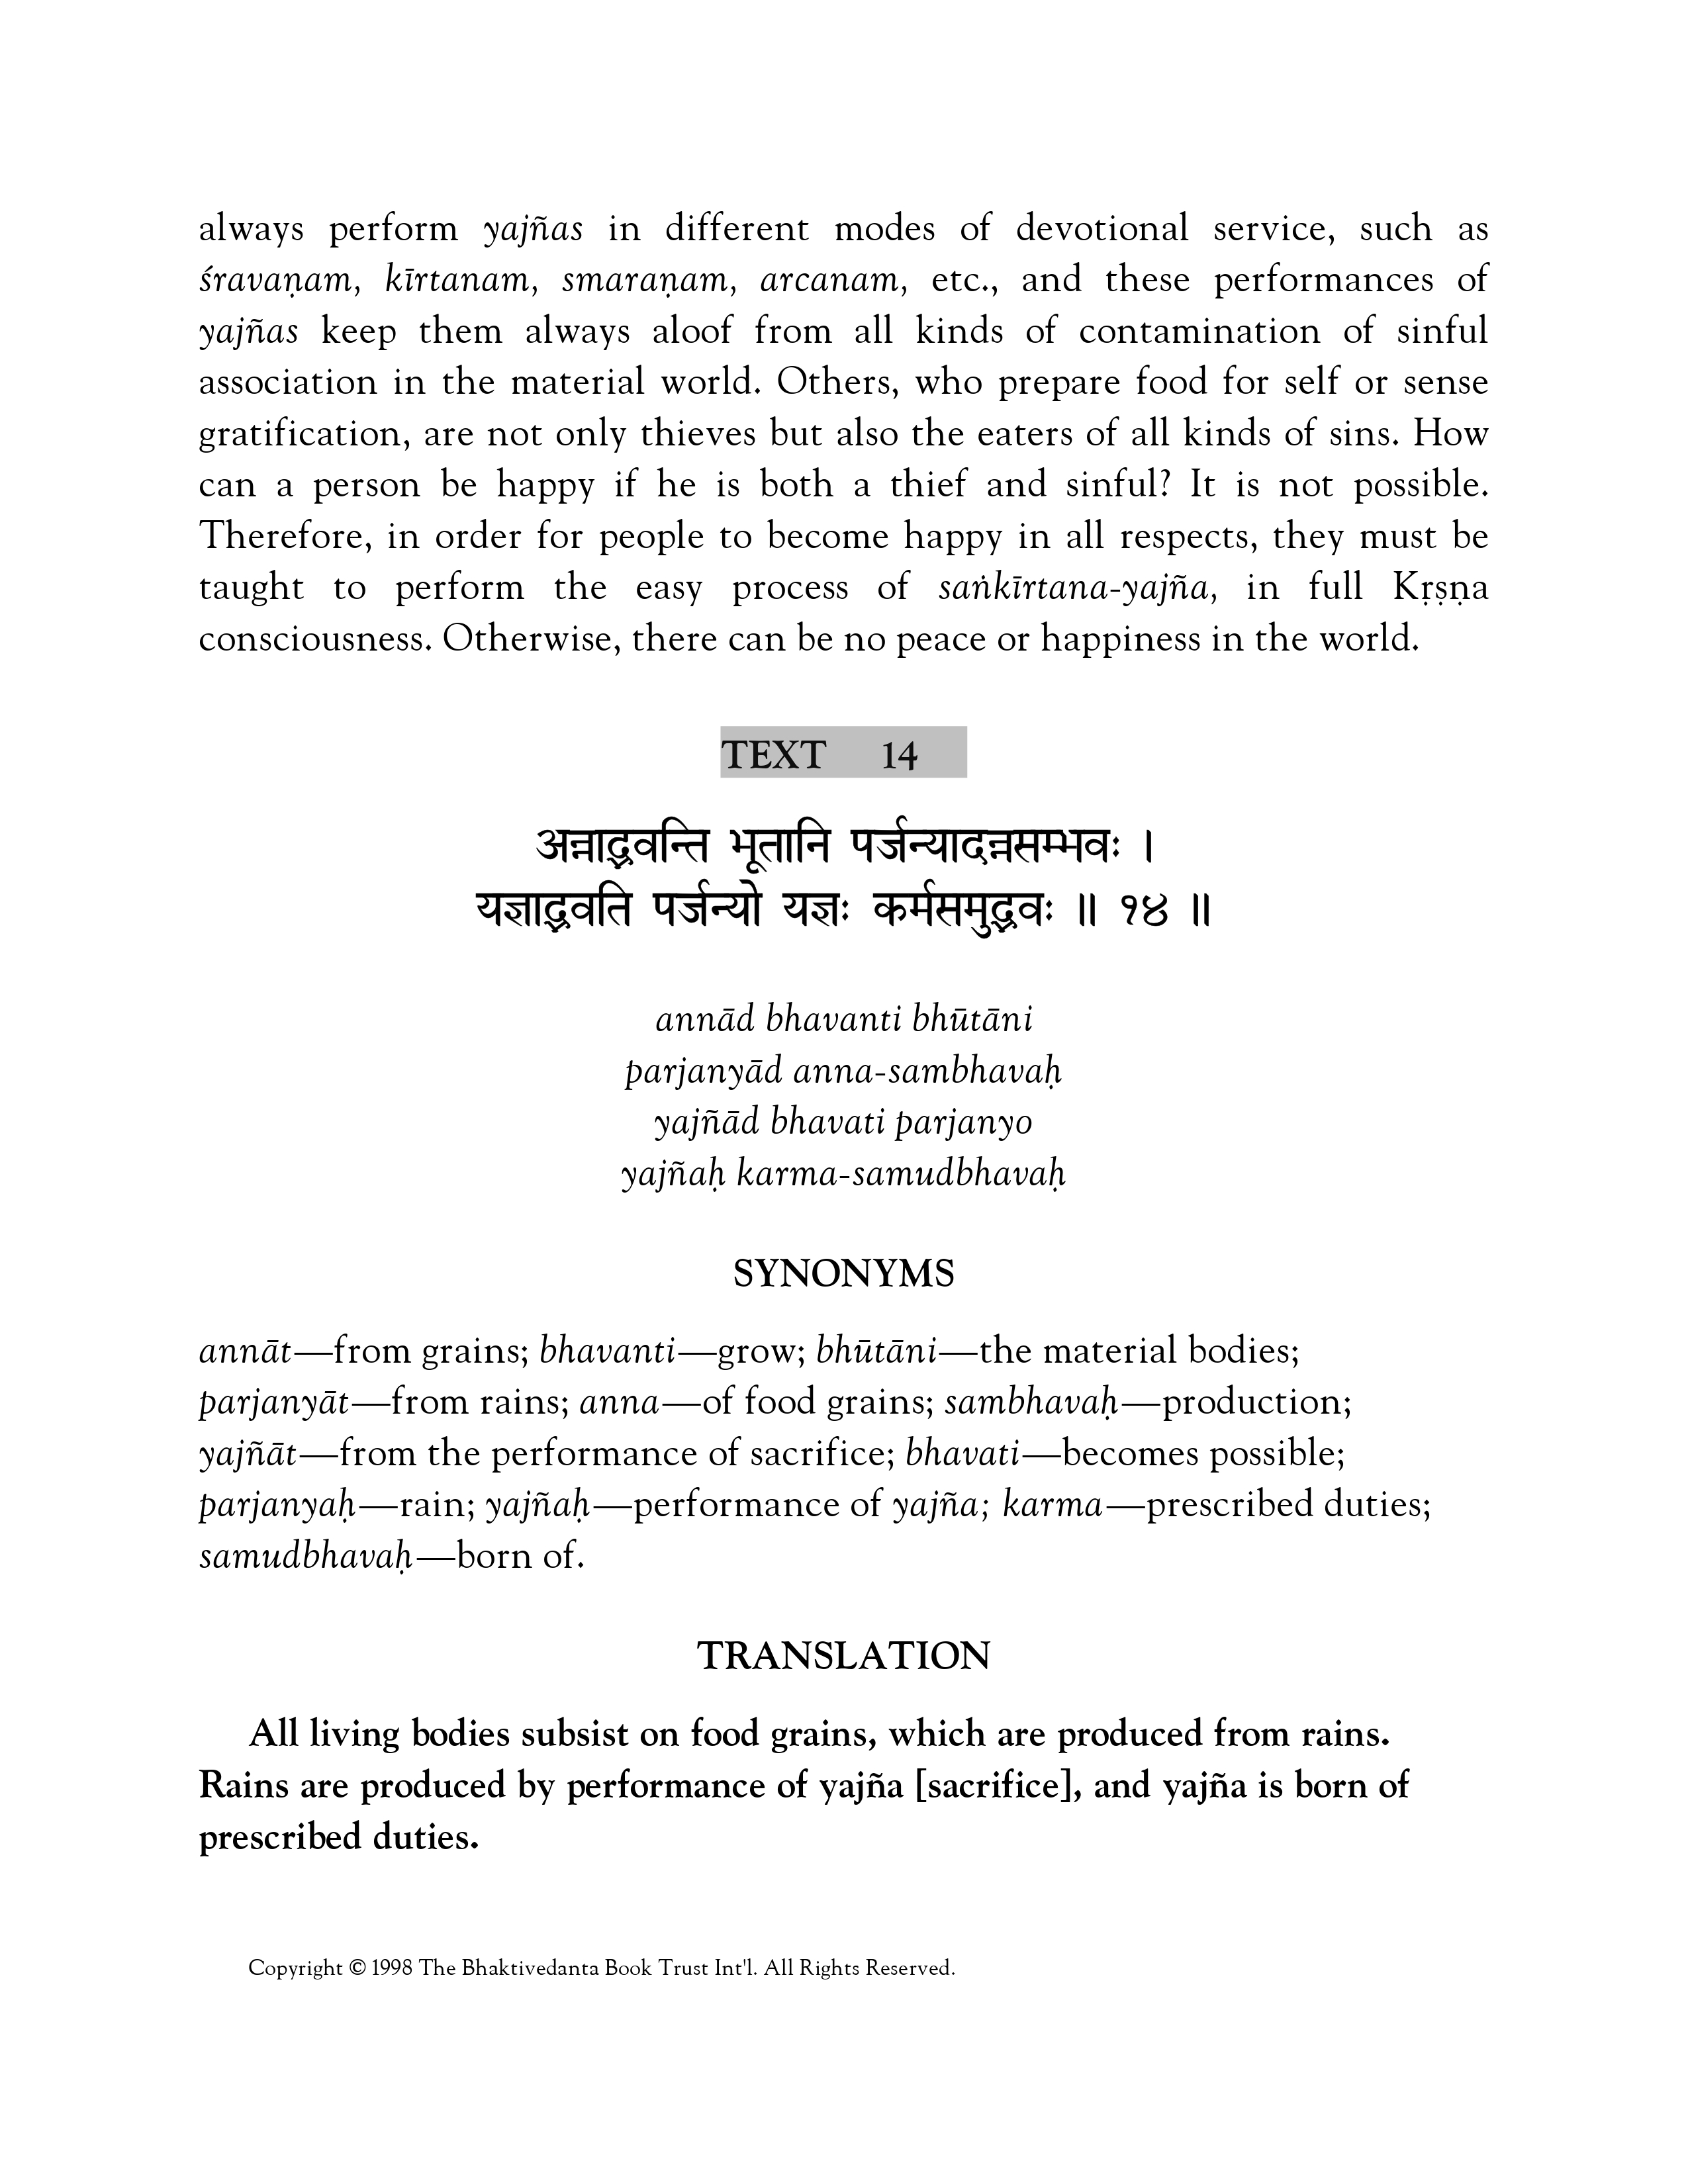 always perform yajñas in different modes of devotional service, such as
śravaṇam, kīrtanam, smaraṇam, arcanam, etc., and these performances of
yajñas keep them always aloof from all kinds of contamination of sinful
association in the material world. Others, who prepare food for self or sense
gratification, are not only thieves but also the eaters of all kinds of sins. How
can a person be happy if he is both a thief and sinful? It is not possible.
Therefore, in order for people to become happy in all respects, they must be
taught to perform the easy process of saṅkīrtana-yajña, in full Kṛṣṇa
consciousness. Otherwise, there can be no peace or happiness in the world.
TEXT 14
अन्नाद्भवन्ति भूतानि पर्जन्यादन्नसम्भवः ।
यज्ञाद्भवति पर्जन्यो यज्ञः कर्मसमुद्भवः ॥ १४ ॥
annād bhavanti bhūtāni
parjanyād anna-sambhavaḥ
yajñād bhavati parjanyo
yajñaḥ karma-samudbhavaḥ
SYNONYMS
annāt—from grains; bhavanti—grow; bhūtāni—the material bodies;
parjanyāt—from rains; anna—of food grains; sambhavaḥ—production;
yajñāt—from the performance of sacrifice; bhavati—becomes possible;
parjanyaḥ—rain; yajñaḥ—performance of yajña; karma—prescribed duties;
samudbhavaḥ—born of.
TRANSLATION
All living bodies subsist on food grains, which are produced from rains.
Rains are produced by performance of yajña [sacrifice], and yajña is born of
prescribed duties.
Copyright © 1998 The Bhaktivedanta Book Trust Int'l. All Rights Reserved.